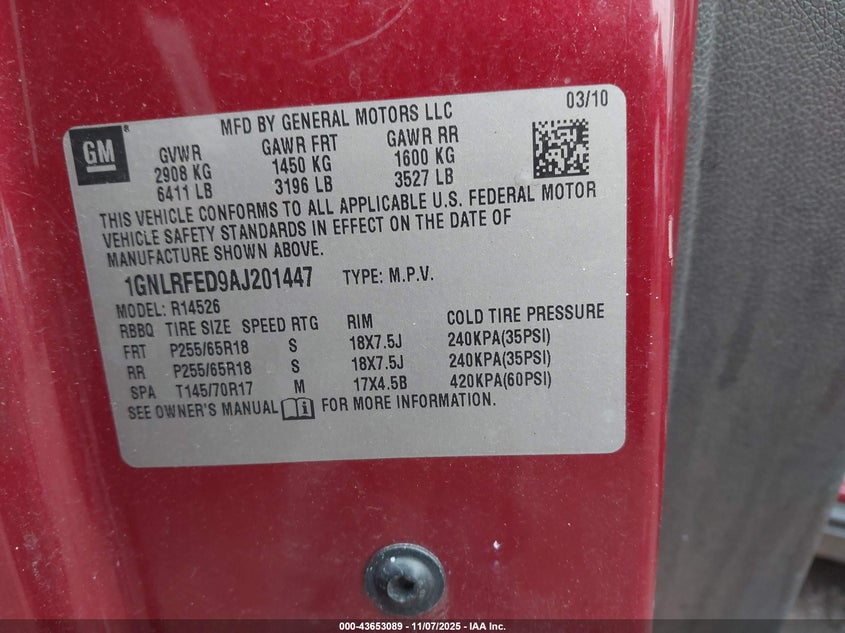 MFD BY GENERAL MOTORS LLC 03/10
GM®
GVWR GAWR FRT GAWR RR
2908 KG 1450 KG 1600 KG
6411 LB 3196 LB 3527 LB
THIS VEHICLE CONFORMS TO ALL APPLICABLE U.S. FEDERAL MOTOR
VEHICLE SAFETY STANDARDS IN EFFECT ON THE DATE OF
MANUFACTURE SHOWN ABOVE.
1GNLRFED9AJ201447 TYPE: M.P.V.
MODEL: R14526
RBBQ TIRE SIZE SPEED RTG RIM COLD TIRE PRESSURE
FRT P255/65R18 S 18X7.5J 240KPA(35PSI)
RR P255/65R18 S 18X7.5J 240KPA(35PSI)
SPA T145/70R17 M 17X4.5B 420KPA(60PSI)
SEE OWNER'S MANUAL FOR MORE INFORMATION.
000-43653089 - 11/07/2025 - IAA Inc.